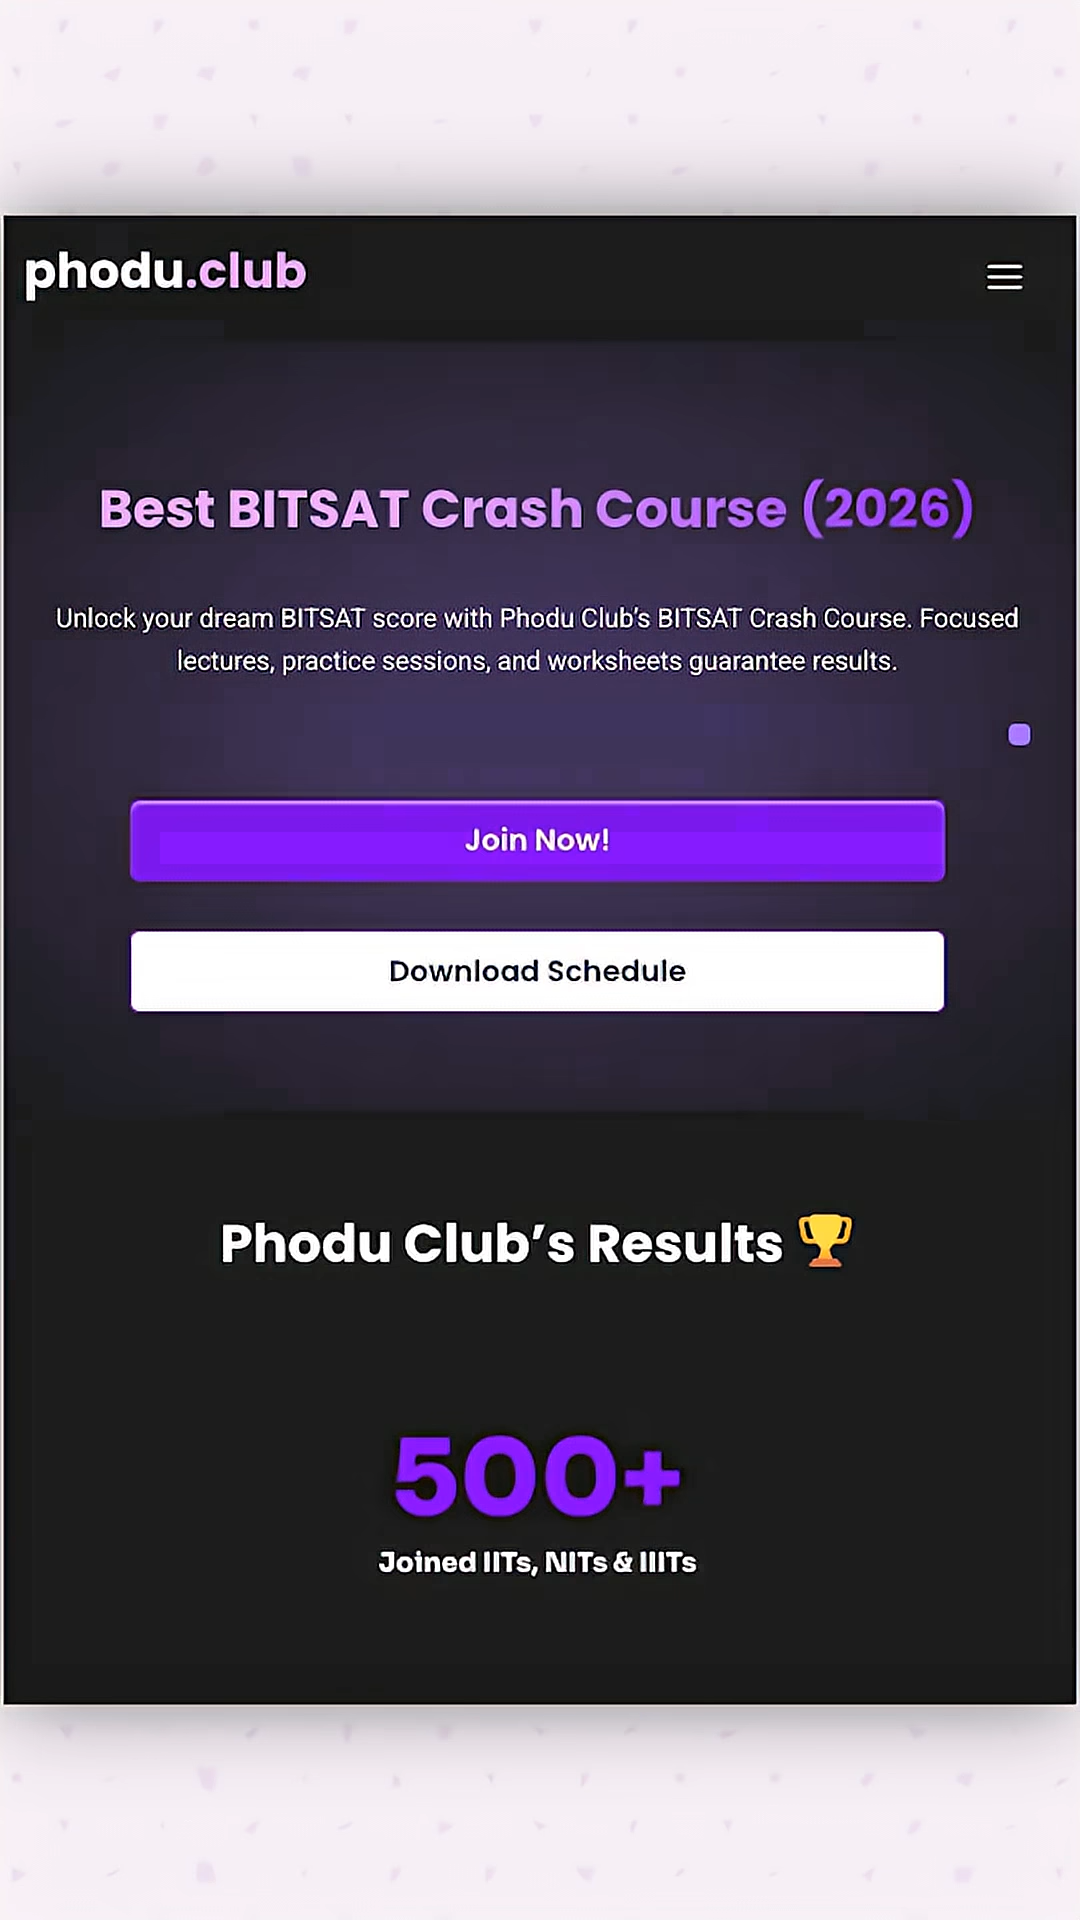 phodu.club
Best BITSAT Crash Course (2026)
Unlock your dream BITSAT score with Phodu Club’s BITSAT Crash Course. Focused
lectures, practice sessions, and worksheets guarantee results.
Join Now!
Download Schedule
Phodu Club’s Results 🏆
500+
Joined IITs, NITs & IIITs